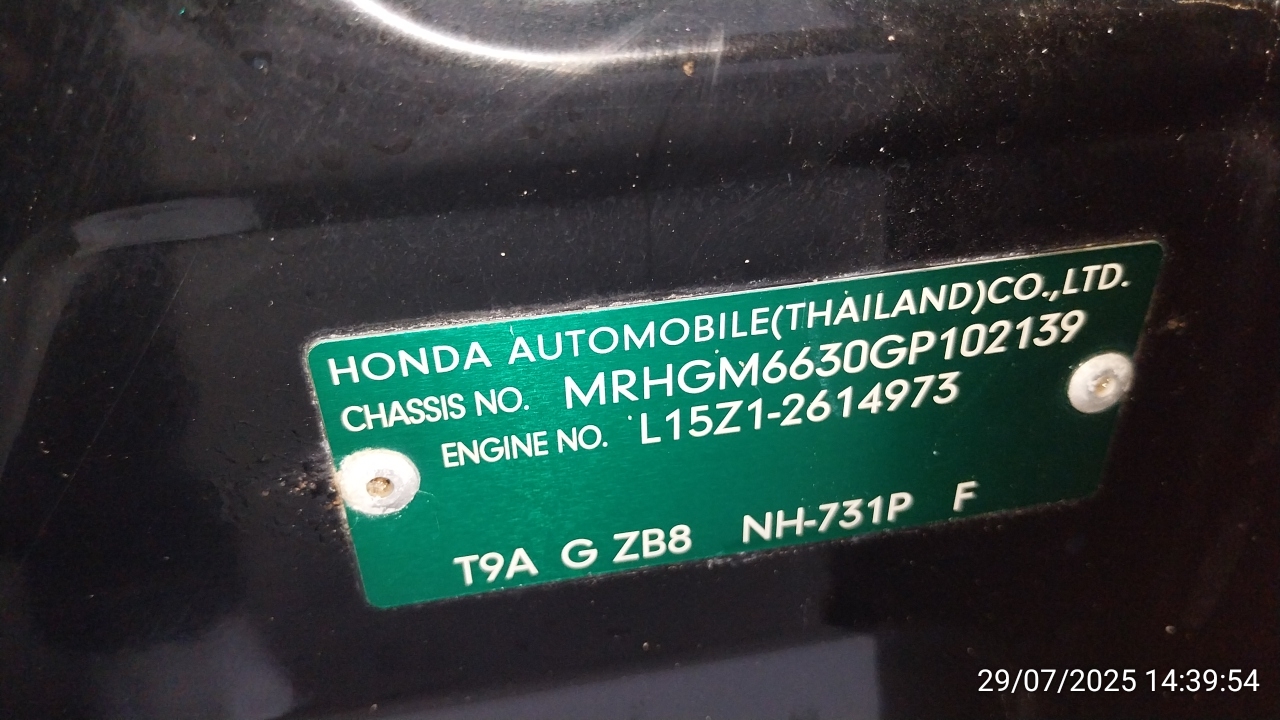 HONDA AUTOMOBILE(THAILAND)CO.,LTD.
CHASSIS NO. MRHGM6630GP102139
ENGINE NO. L15Z1-2614973
T9A G ZB8 NH-731P F
29/07/2025 14:39:54